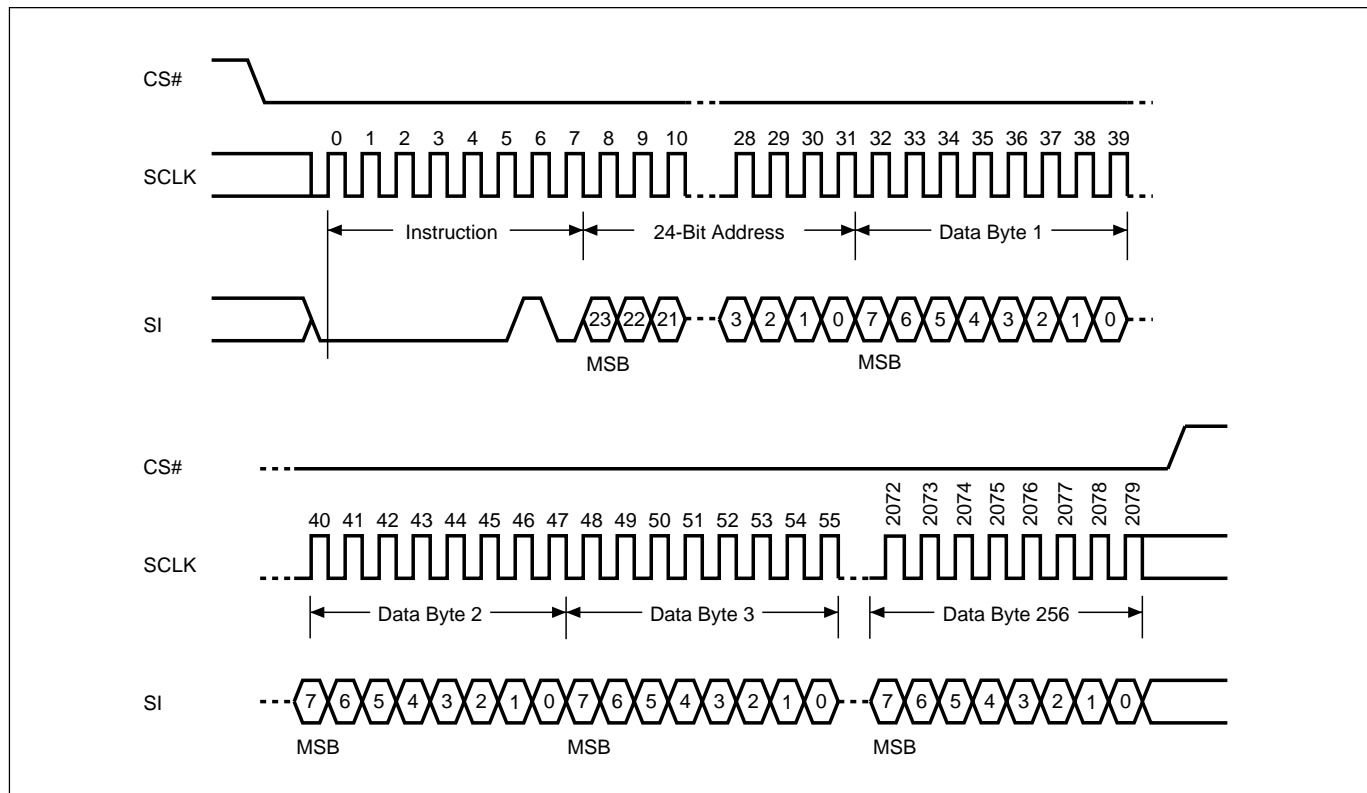 CS#
0 1 2 3 4 5 6 7 8 9 10 28 29 30 31 32 33 34 35 36 37 38 39
SCLK
Instruction 24-Bit Address Data Byte 1
SI 23 22 21 3 2 1 0 7 6 5 4 3 2 1 0
MSB MSB
CS#
2072 2073 2074 2075 2076 2077 2078 2079
40 41 42 43 44 45 46 47 48 49 50 51 52 53 54 55
SCLK
Data Byte 2 Data Byte 3 Data Byte 256
SI 7 6 5 4 3 2 1 0 7 6 5 4 3 2 1 0 7 6 5 4 3 2 1 0
MSB MSB MSB